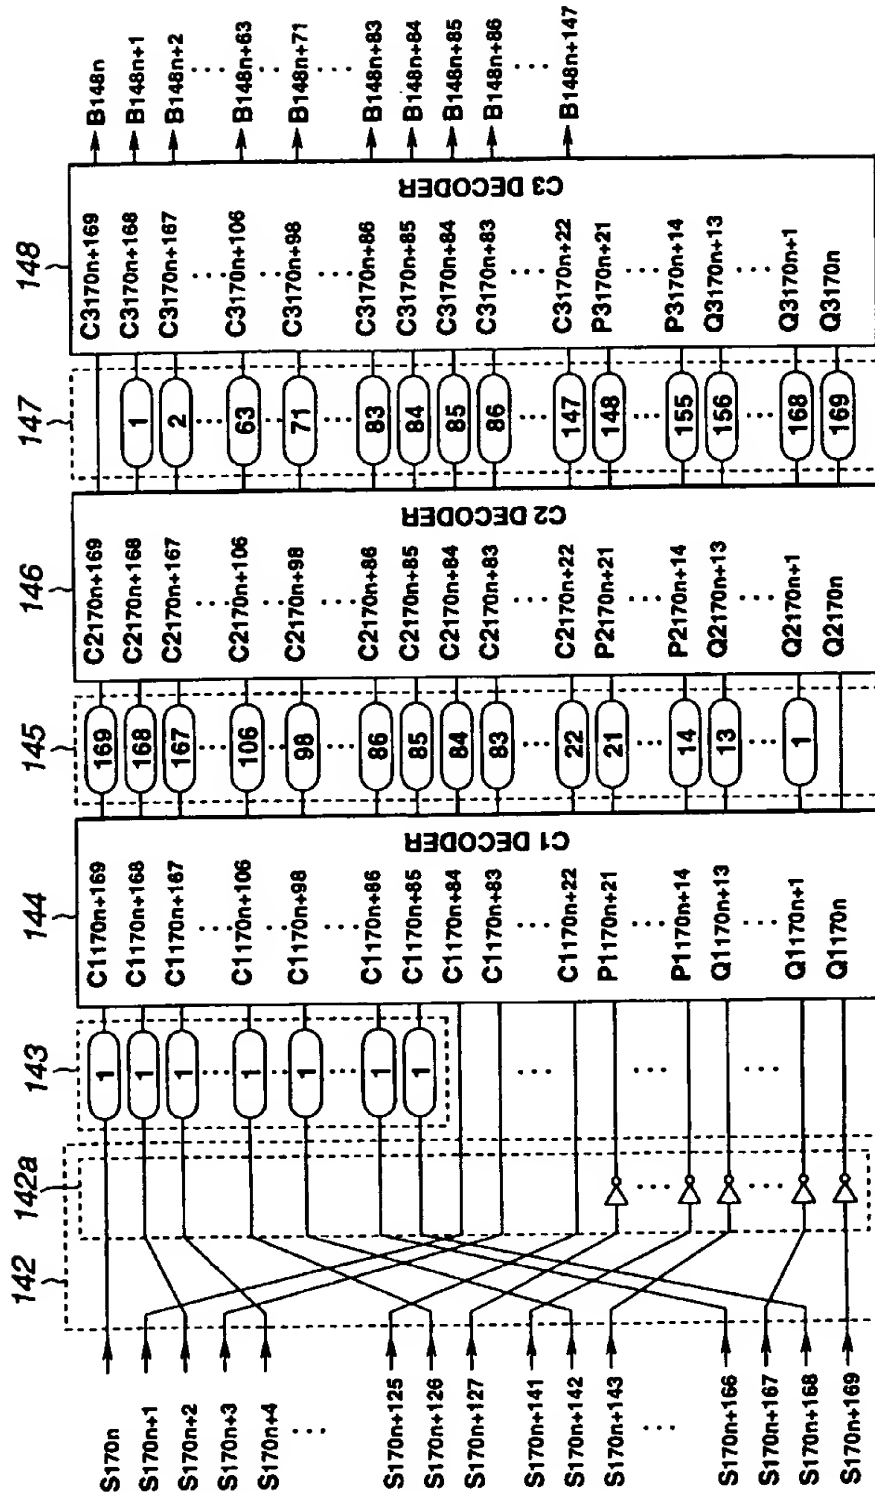 142
142a
143
144
145
146
147
148
S170n
S170n+1
S170n+2
S170n+3
S170n+4
S170n+125
S170n+126
S170n+127
S170n+141
S170n+142
S170n+143
S170n+166
S170n+167
S170n+168
S170n+169
1
1
1
1
1
1
1
C1170n+169
C1170n+168
C1170n+167
C1170n+106
C1170n+98
C1170n+86
C1170n+85
C1170n+84
C1170n+83
C1170n+22
P1170n+21
P1170n+14
Q1170n+13
Q1170n+1
Q1170n
C1 DECODER
169
168
167
106
98
86
85
84
83
22
21
14
13
1
C2170n+169
C2170n+168
C2170n+167
C2170n+106
C2170n+98
C2170n+86
C2170n+85
C2170n+84
C2170n+83
C2170n+22
P2170n+21
P2170n+14
Q2170n+13
Q2170n+1
Q2170n
C2 DECODER
1
2
63
71
83
84
85
86
147
148
155
156
168
169
C3170n+169
C3170n+168
C3170n+167
C3170n+106
C3170n+98
C3170n+86
C3170n+85
C3170n+84
C3170n+83
C3170n+22
P3170n+21
P3170n+14
Q3170n+13
Q3170n+1
Q3170n
C3 DECODER
B148n
B148n+1
B148n+2
B148n+63
B148n+71
B148n+83
B148n+84
B148n+85
B148n+86
B148n+147